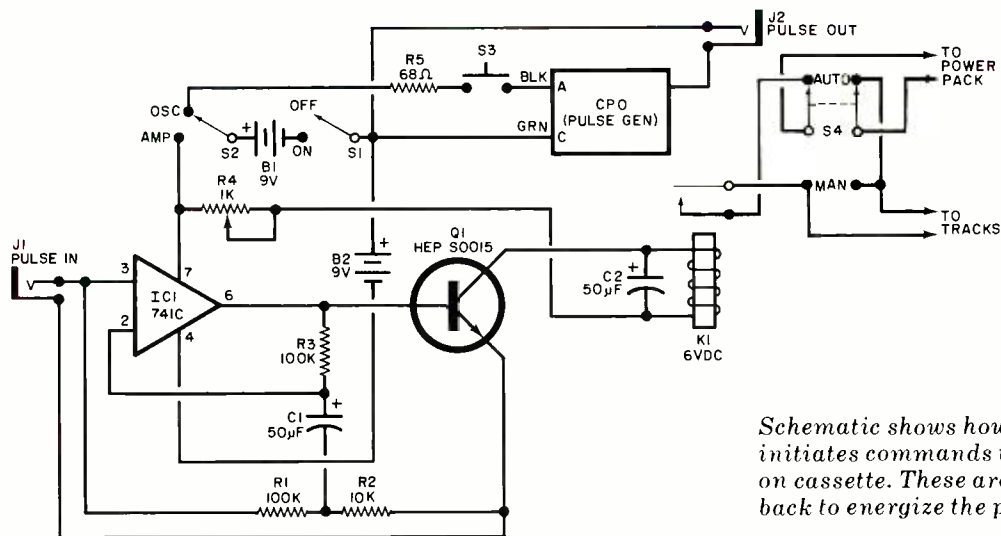 J2
PULSE OUT
R5
68Ω
S3
BLK
A
CPO
(PULSE GEN)
GRN
C
TO
POWER
PACK
AUTO
S4
MAN
TO
TRACKS
OSC
AMP
S2
+
B1
9V
OFF
ON
S1
R4
1K
J1
PULSE IN
3
2
7
IC1
741C
6
4
B2
9V
+
Q1
HEP S0015
C2
50µF
+
K1
6VDC
R3
100K
C1
50µF
+
R1
100K
R2
10K
Schematic shows how
initiates commands
on cassette. These are
back to energize the